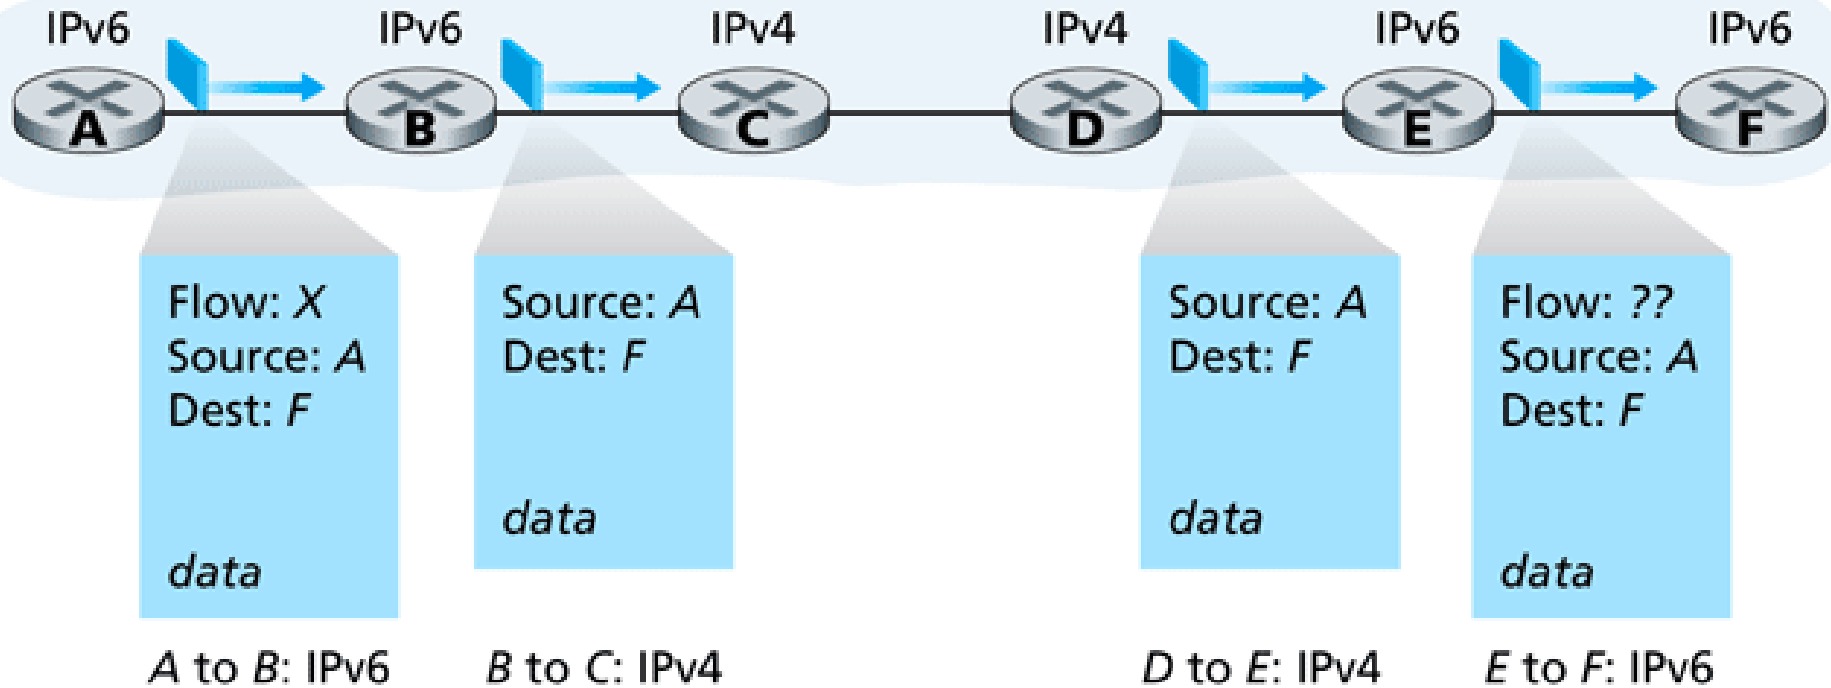 IPv6
IPv6
IPv4
IPv4
IPv6
IPv6
A
B
C
D
E
F
Flow: X
Source: A
Dest: F
data
Source: A
Dest: F
data
Source: A
Dest: F
data
Flow: ??
Source: A
Dest: F
data
A to B: IPv6
B to C: IPv4
D to E: IPv4
E to F: IPv6